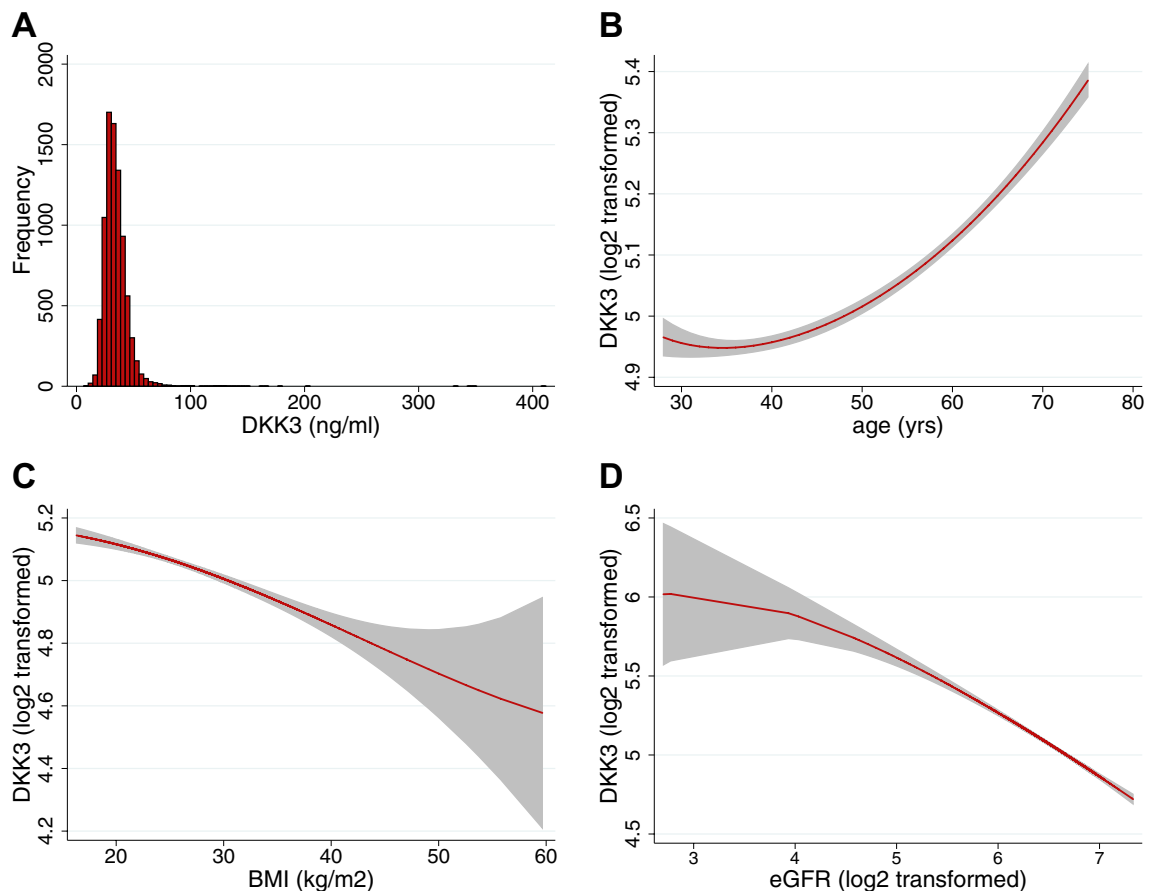 A
Frequency
2000
1500
1000
500
0
0 100 200 300 400
DKK3 (ng/ml)
B
DKK3 (log2 transformed)
5.4
5.3
5.2
5.1
5
4.9
30 40 50 60 70 80
age (yrs)
C
DKK3 (log2 transformed)
5.2
5
4.8
4.6
4.4
4.2
20 30 40 50 60
BMI (kg/m2)
D
DKK3 (log2 transformed)
6.5
6
5.5
5
4.5
3 4 5 6 7
eGFR (log2 transformed)